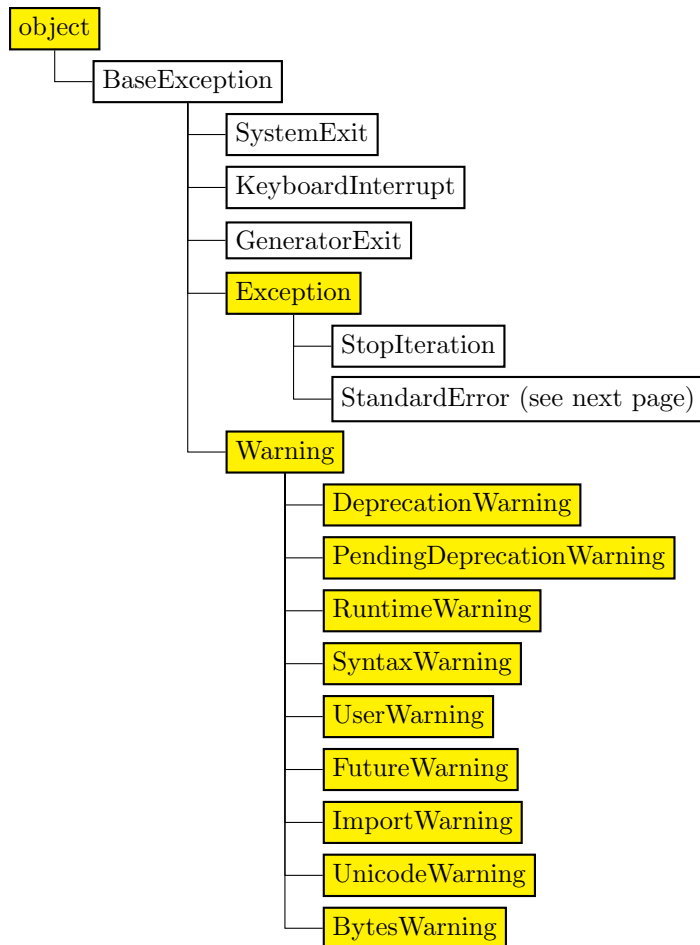 object
BaseException
SystemExit
KeyboardInterrupt
GeneratorExit
Exception
StopIteration
StandardError (see next page)
Warning
DeprecationWarning
PendingDeprecationWarning
RuntimeWarning
SyntaxWarning
UserWarning
FutureWarning
ImportWarning
UnicodeWarning
BytesWarning